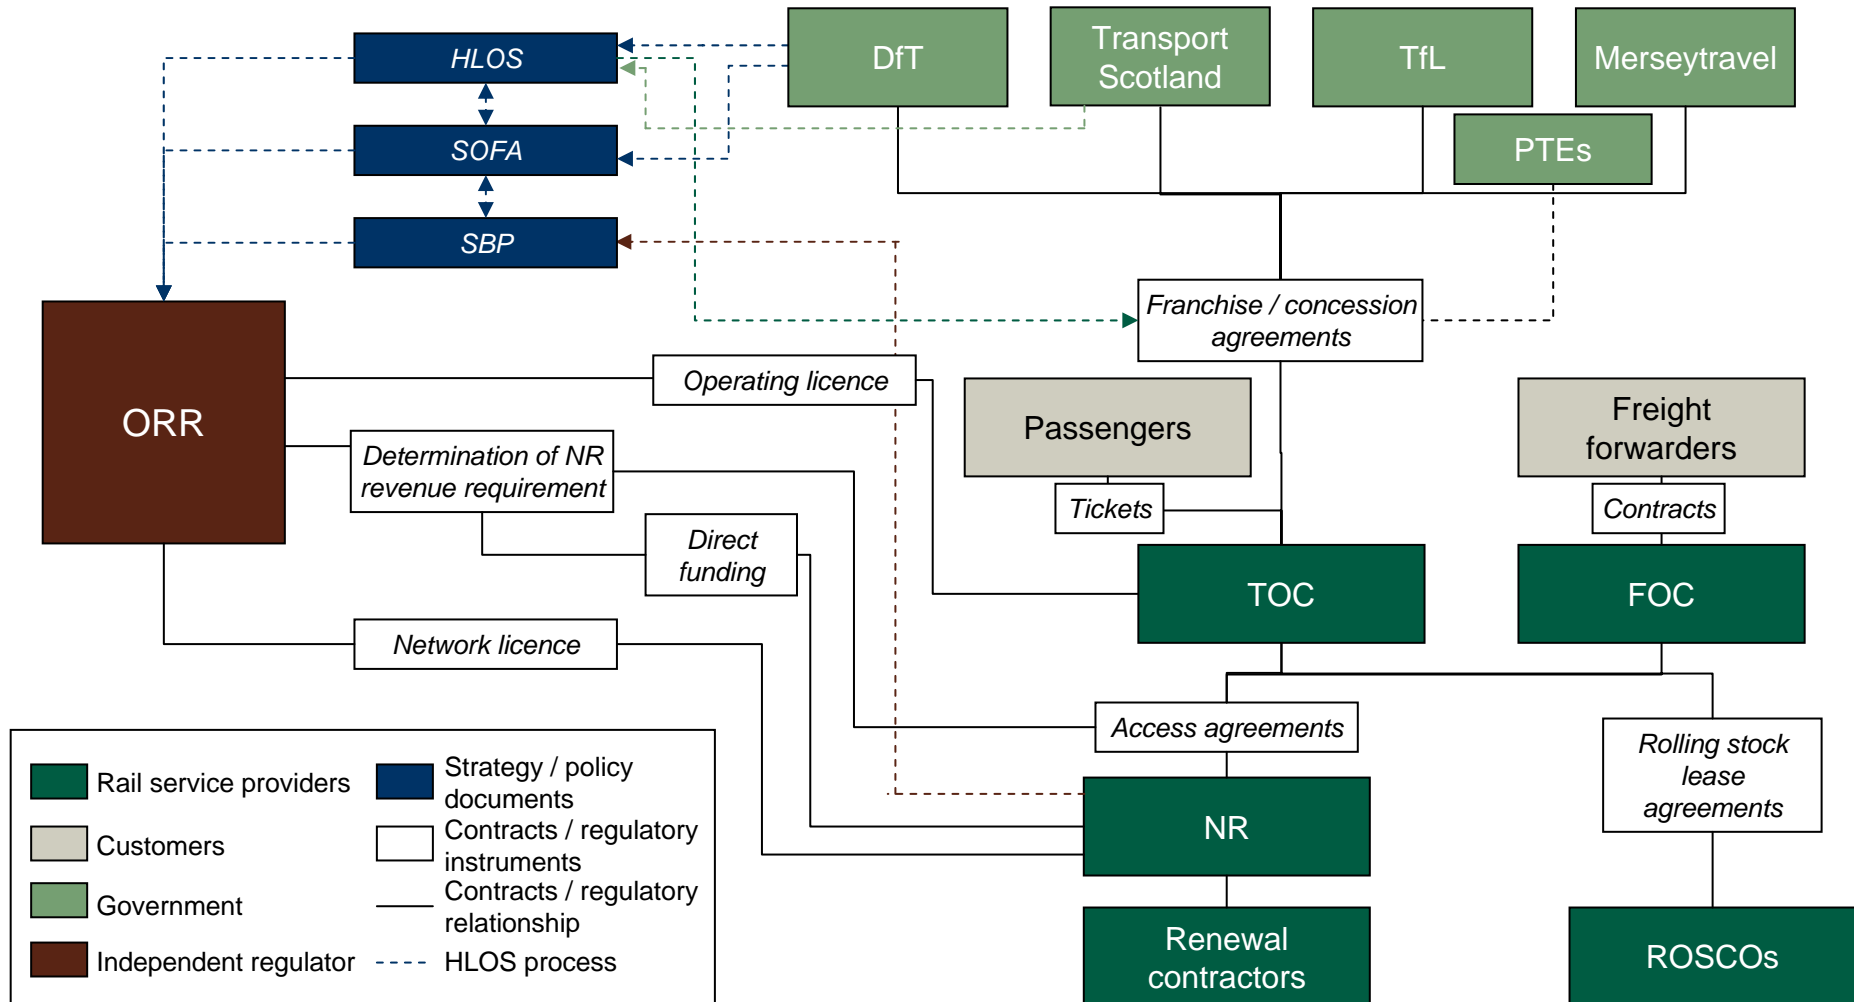 HLOS
DfT
Transport
Scotland
TfL
Merseytravel
SOFA
PTEs
SBP
Franchise / concession
agreements
ORR
Operating licence
Passengers
Freight
forwarders
Determination of NR
revenue requirement
Tickets
Contracts
Direct
funding
TOC
FOC
Network licence
Access agreements
Rolling stock
lease
agreements
NR
Renewal
contractors
ROSCOs
Rail service providers
Strategy / policy
documents
Customers
Contracts / regulatory
instruments
Government
Contracts / regulatory
relationship
Independent regulator
HLOS process